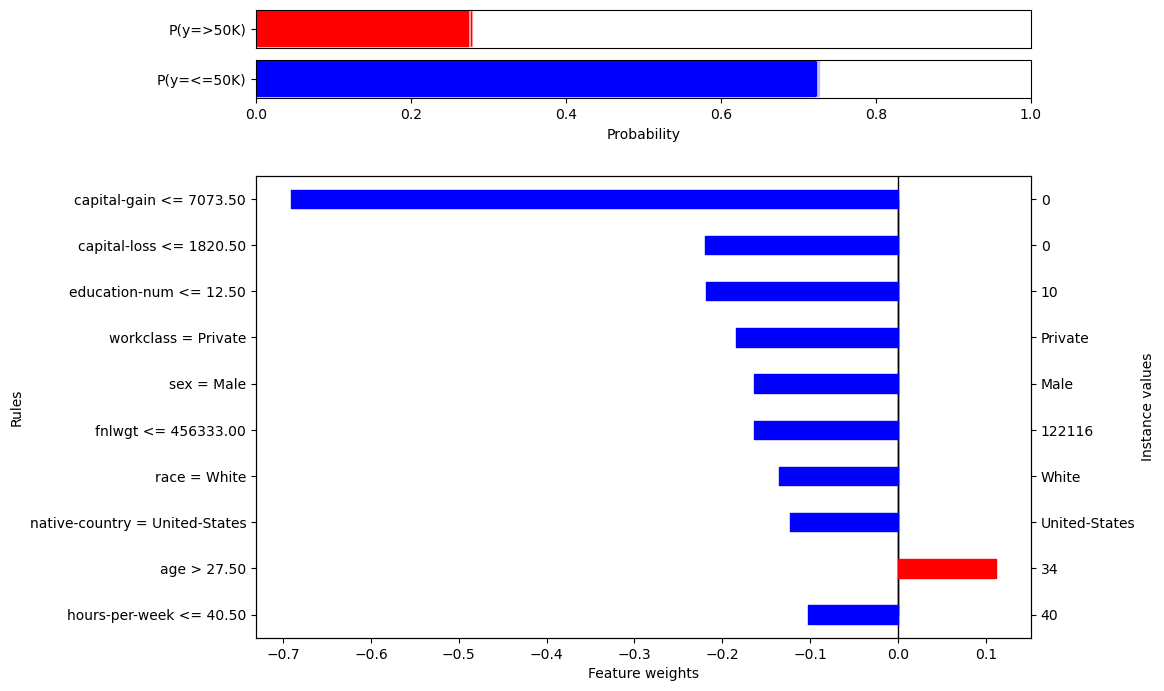 P(y=>50K)
P(y=<=50K)
0.0 0.2 0.4 0.6 0.8 1.0
Probability
capital-gain <= 7073.50 0
capital-loss <= 1820.50 0
education-num <= 12.50 10
workclass = Private Private
sex = Male Male
fnlwgt <= 456333.00 122116
race = White White
native-country = United-States United-States
age > 27.50 34
hours-per-week <= 40.50 40
Rules
Instance values
−0.7 −0.6 −0.5 −0.4 −0.3 −0.2 −0.1 0.0 0.1
Feature weights